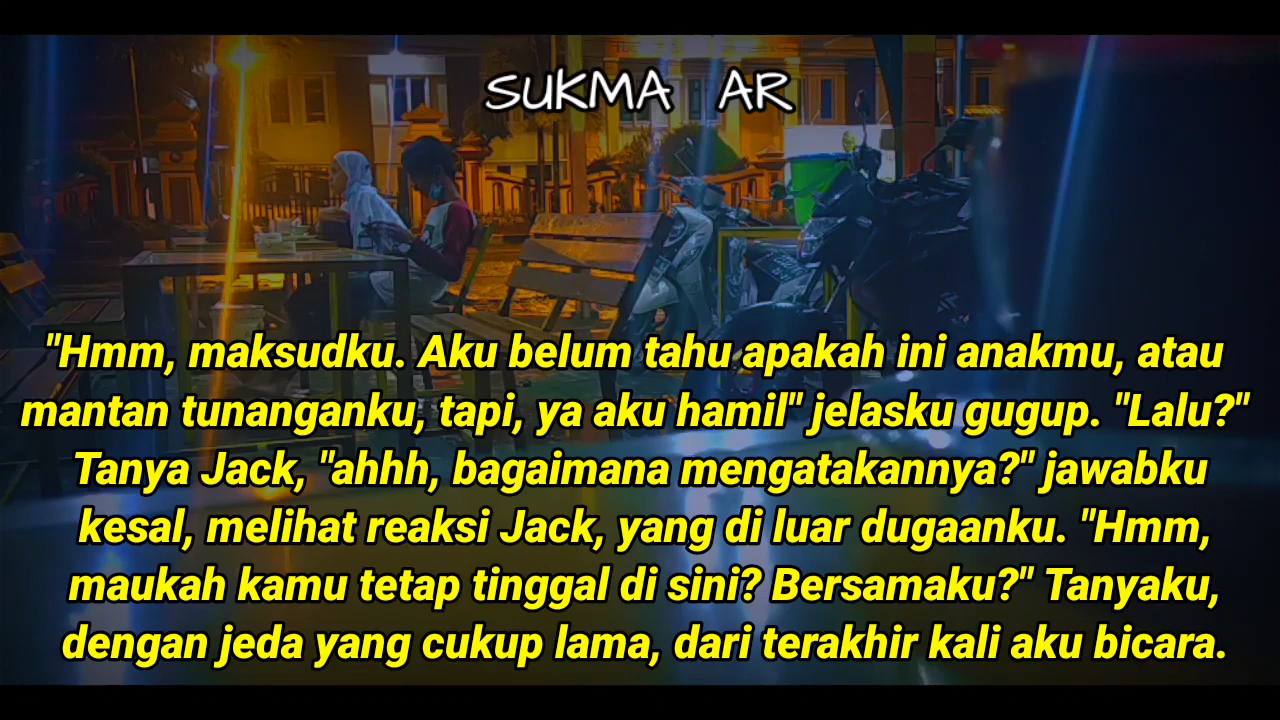 SUKMA AR
"Hmm, maksudku. Aku belum tahu apakah ini anakmu, atau
mantan tunanganku, tapi, ya aku hamil" jelasku gugup. "Lalu?"
Tanya Jack, "ahhh, bagaimana mengatakannya?" jawabku
kesal, melihat reaksi Jack, yang di luar dugaanku. "Hmm,
maukah kamu tetap tinggal di sini? Bersamaku?" Tanyaku,
dengan jeda yang cukup lama, dari terakhir kali aku bicara.